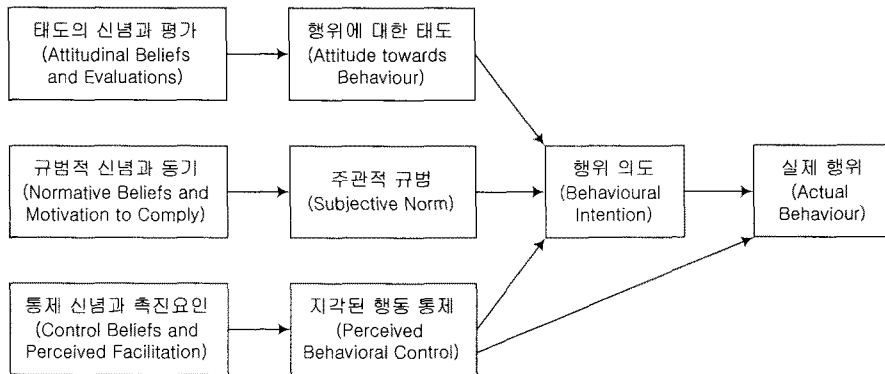 태도의 신념과 평가
(Attitudinal Beliefs
and Evaluations)
행위에 대한 태도
(Attitude towards
Behaviour)
규범적 신념과 동기
(Normative Beliefs and
Motivation to Comply)
주관적 규범
(Subjective Norm)
행위 의도
(Behavioural
Intention)
실제 행위
(Actual
Behaviour)
통제 신념과 촉진요인
(Control Beliefs and
Perceived Facilitation)
지각된 행동 통제
(Perceived
Behavioral Control)